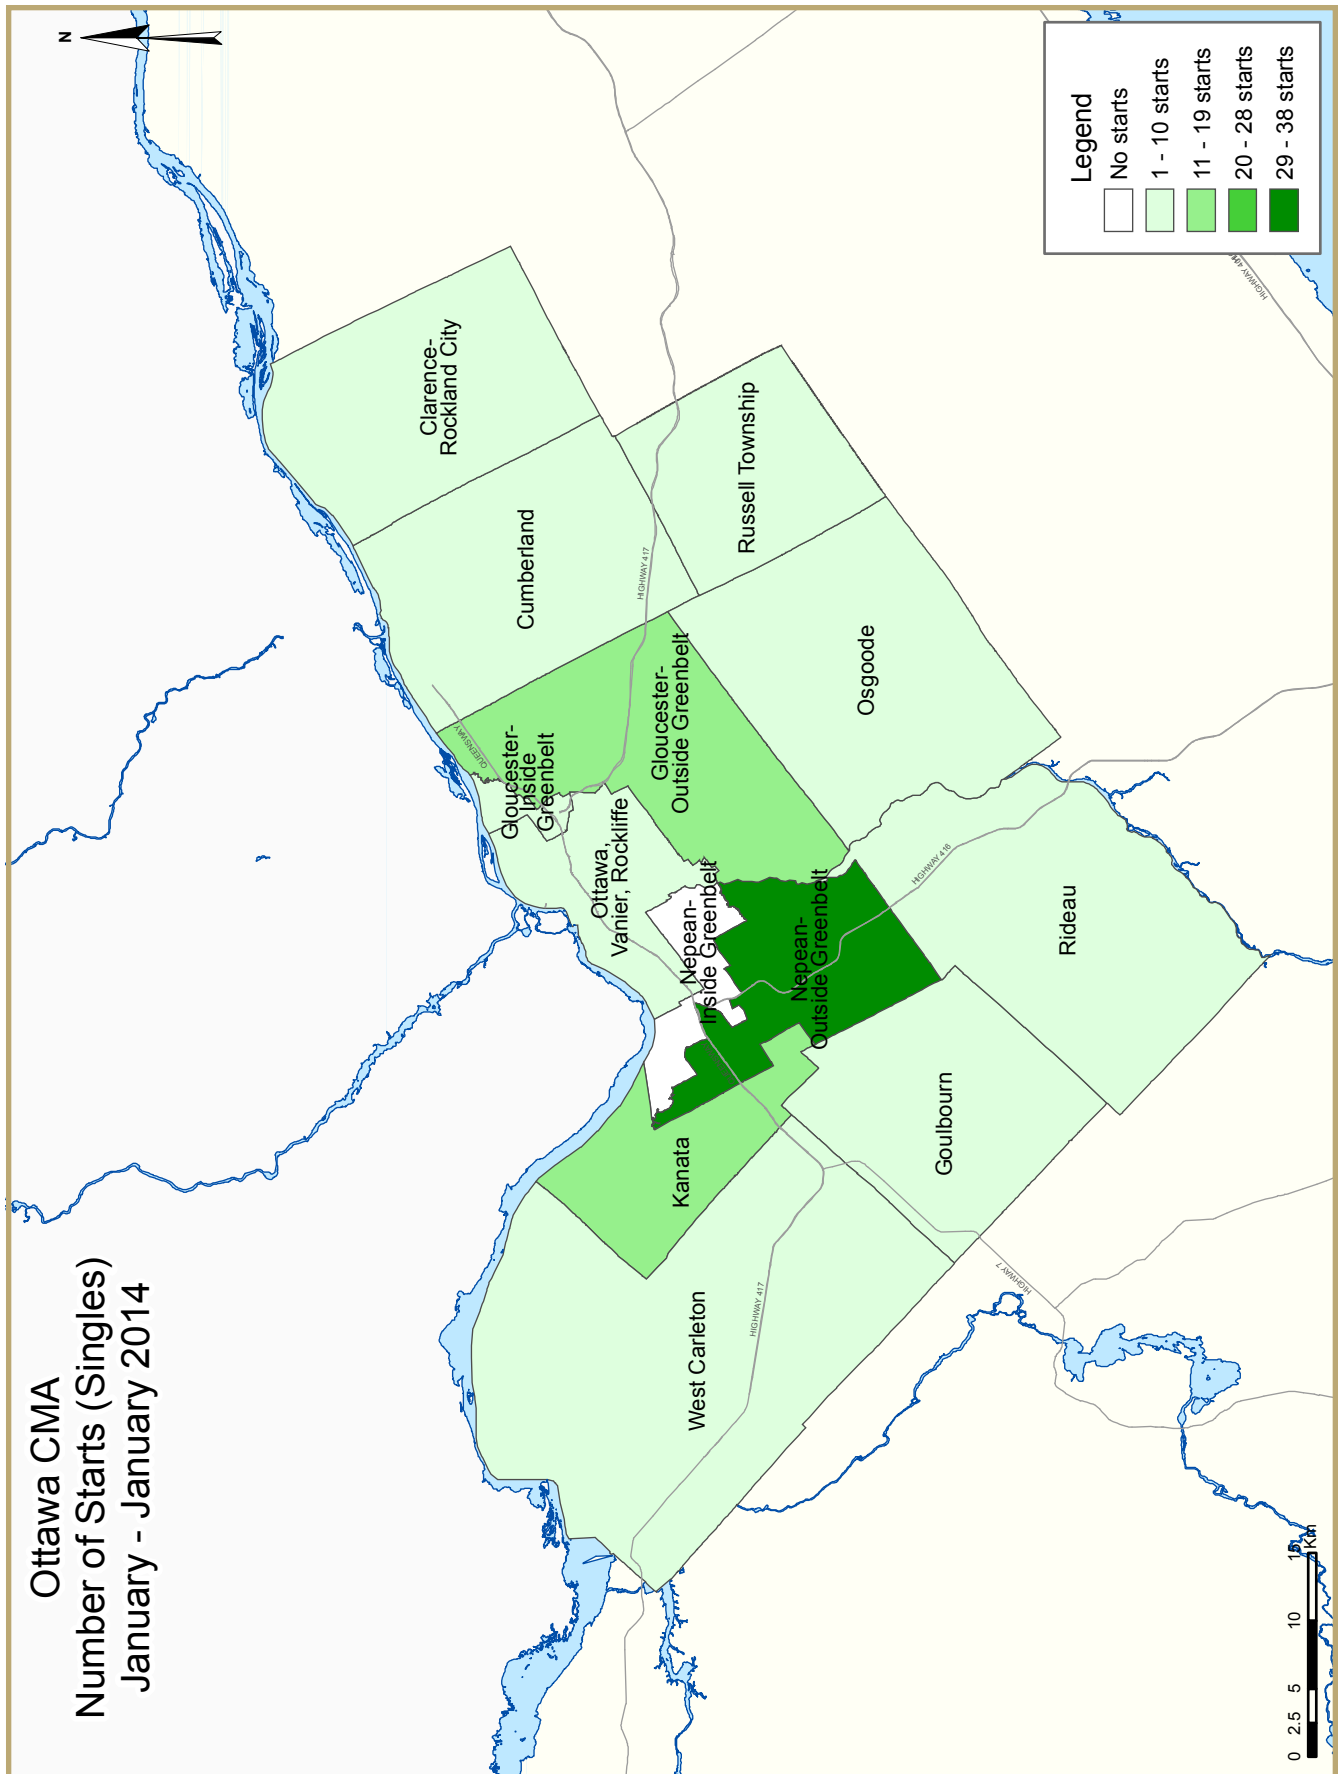 Ottawa CMA
Number of Starts (Singles)
January - January 2014
N
Clarence-
Rockland City
Cumberland
Russell Township
QUEENSWAY
HIGHWAY 417
Gloucester-
Inside
Greenbelt
Gloucester-
Outside Greenbelt
Osgoode
Ottawa,
Vanier, Rockliffe
Nepean-
Inside Greenbelt
Nepean-
Outside Greenbelt
HIGHWAY 416
Rideau
Kanata
Goulbourn
West Carleton
HIGHWAY 417
HIGHWAY 7
Legend
No starts
1 - 10 starts
11 - 19 starts
20 - 28 starts
29 - 38 starts
0 2.5 5 10 15
Km